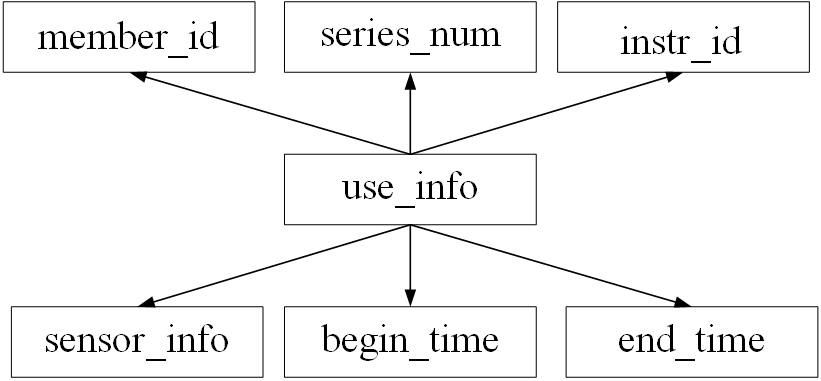 member_id
series_num
instr_id
use_info
sensor_info
begin_time
end_time